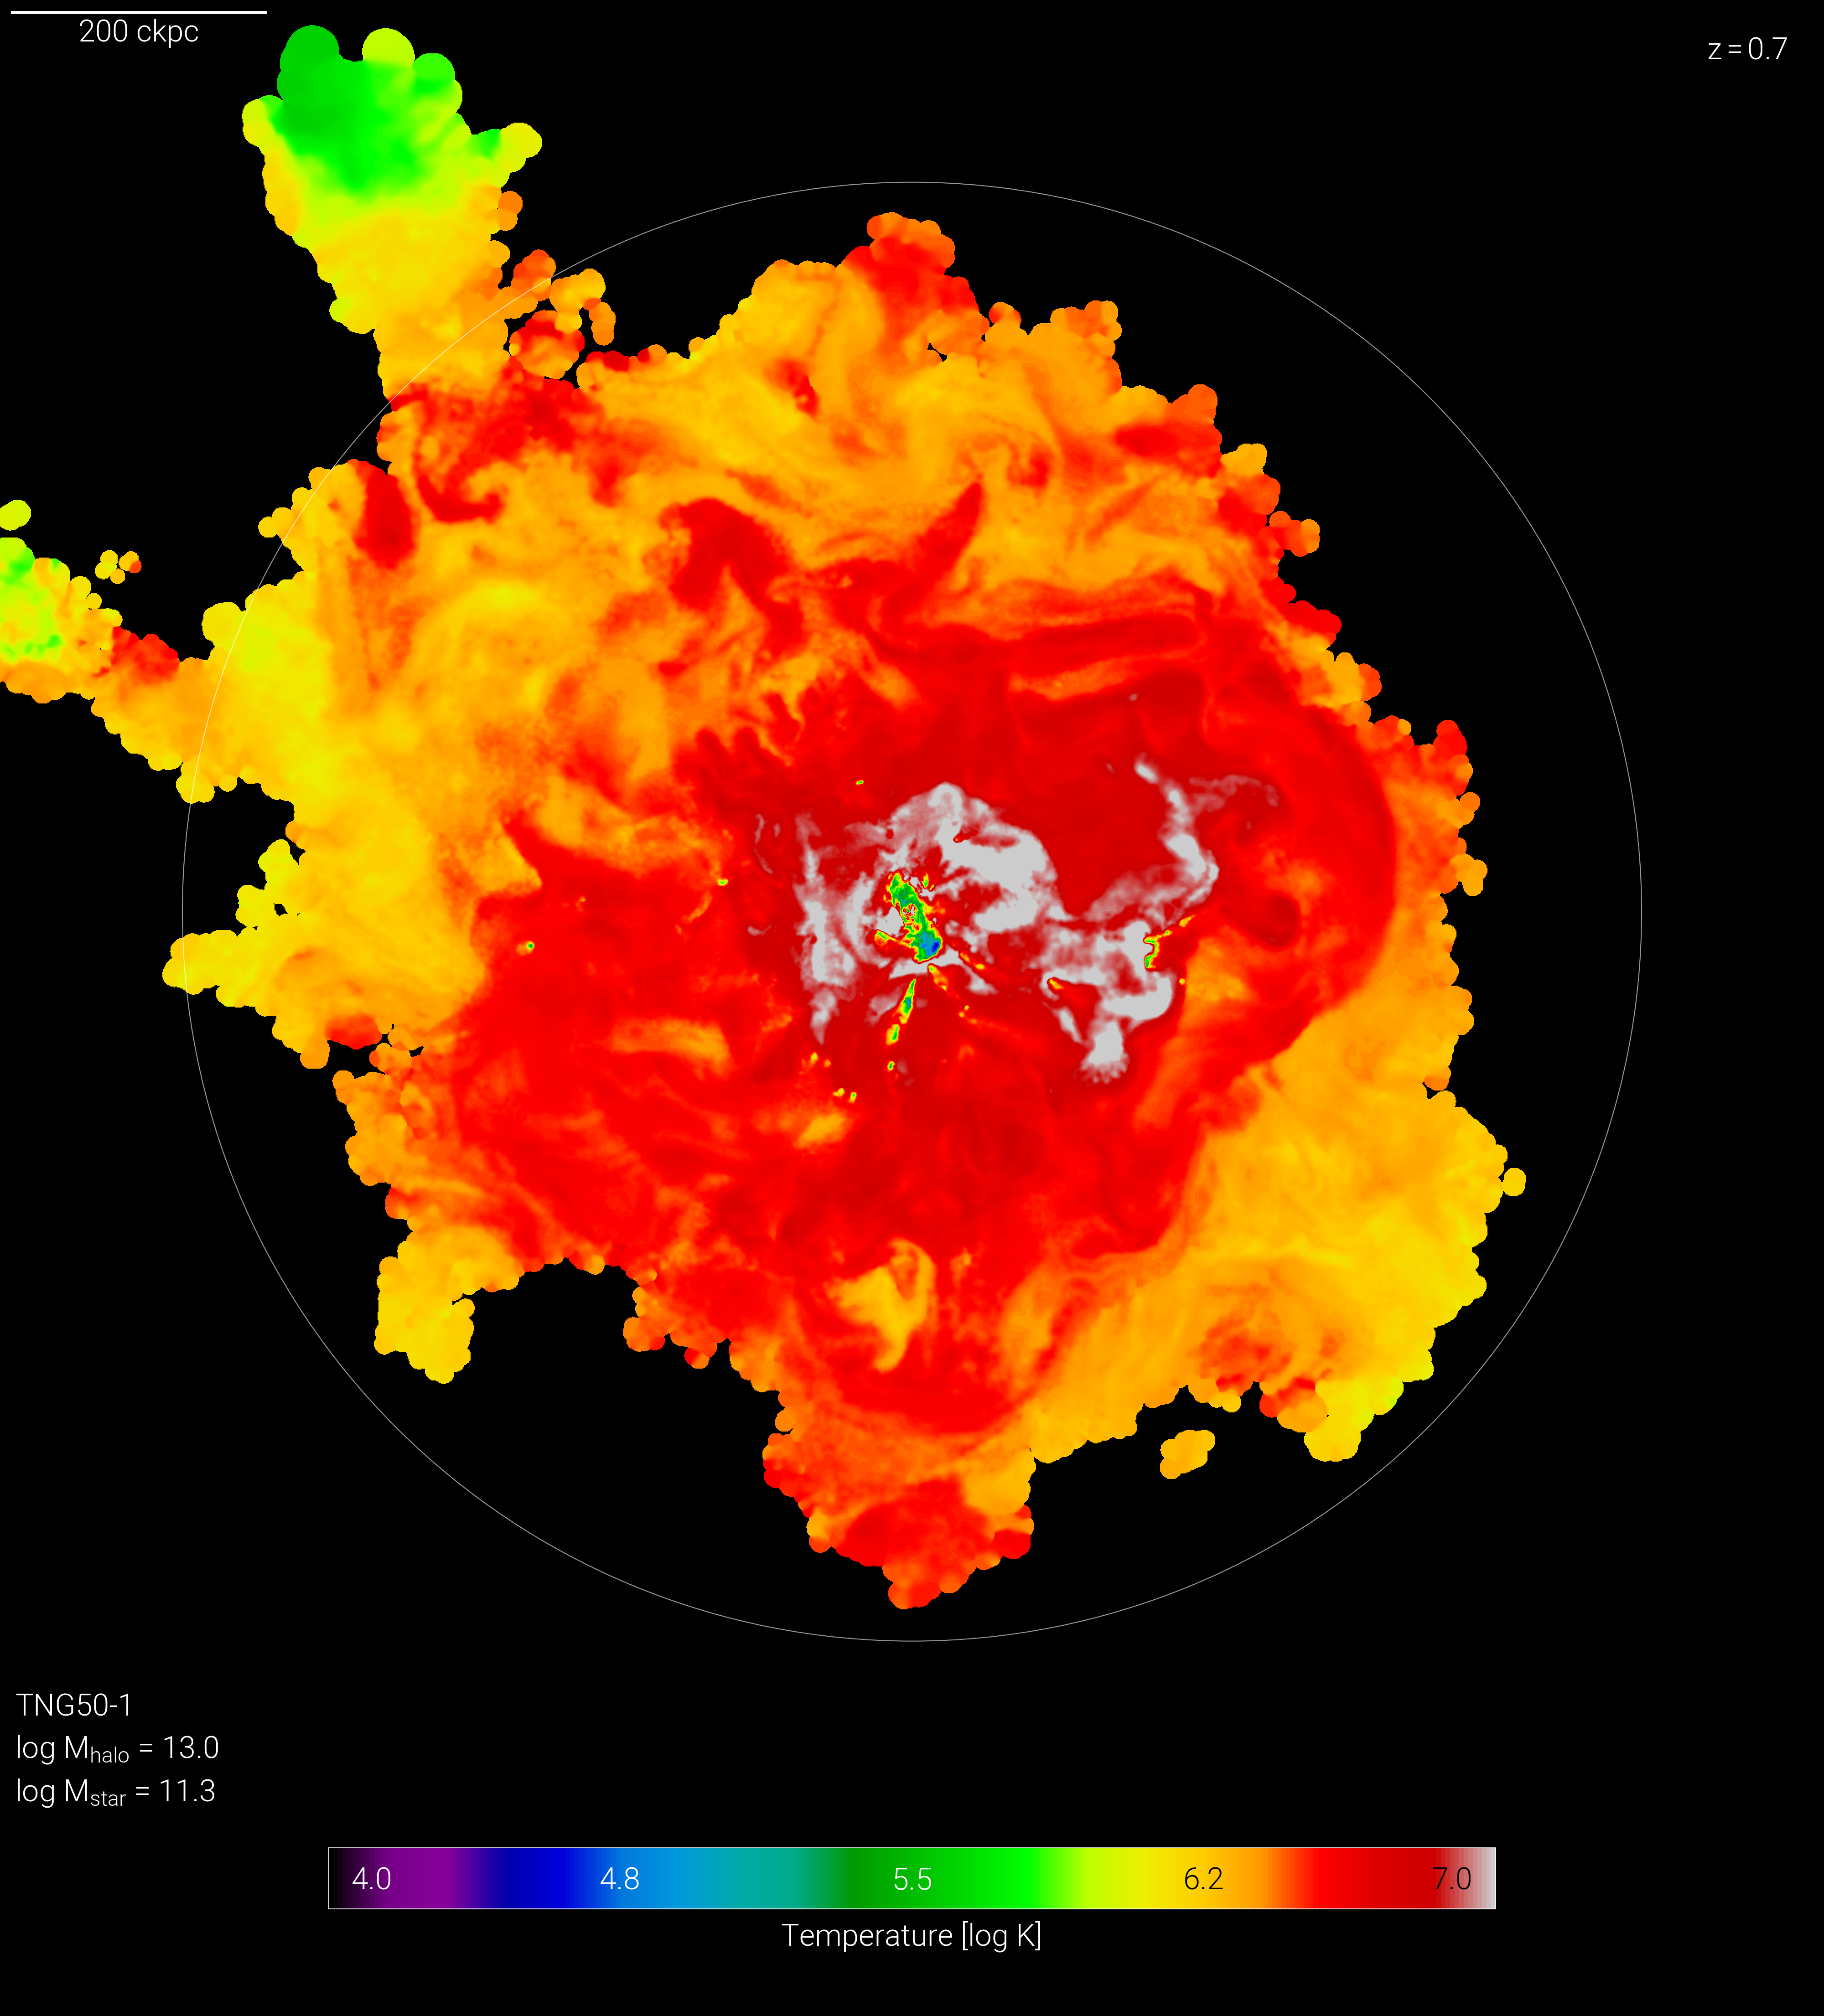 200 ckpc
z = 0.7
TNG50-1
log Mhalo = 13.0
log Mstar = 11.3
4.0 4.8 5.5 6.2 7.0
Temperature [log K]